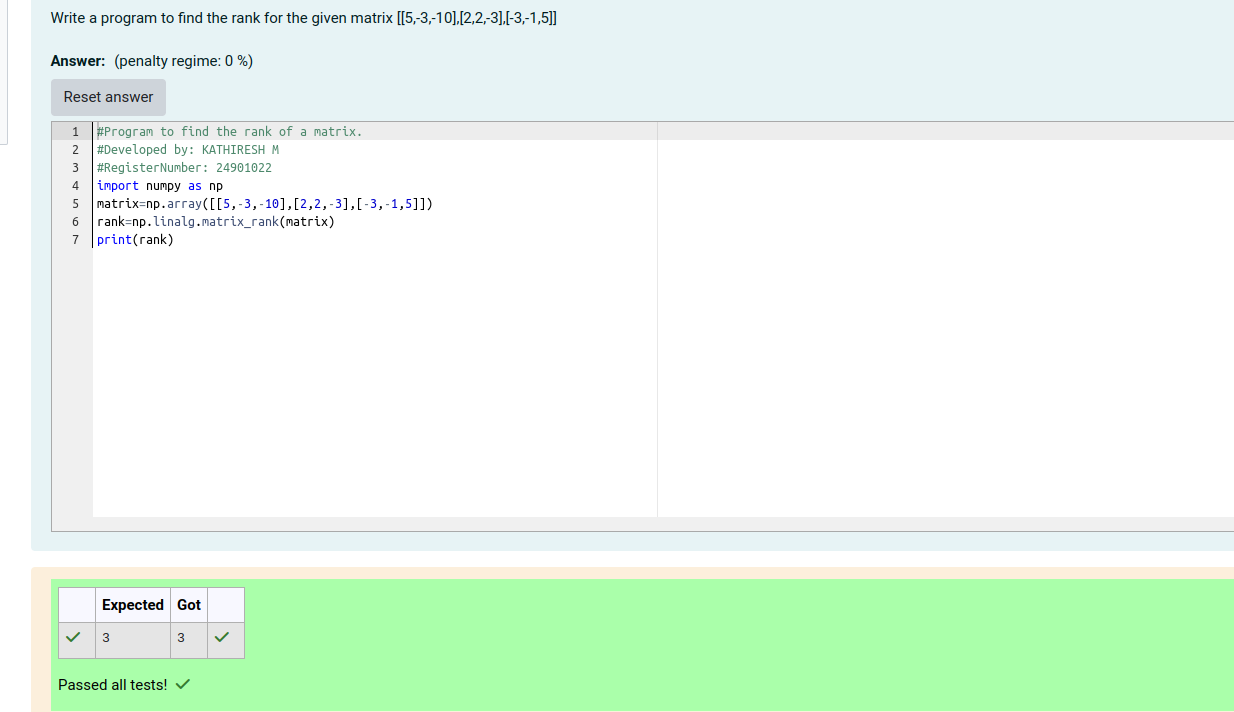 Write a program to find the rank for the given matrix [[5,-3,-10],[2,2,-3],[-3,-1,5]]
Answer: (penalty regime: 0 %)
Reset answer
1 #Program to find the rank of a matrix.
2 #Developed by: KATHIRESH M
3 #RegisterNumber: 24901022
4 import numpy as np
5 matrix=np.array([[5,-3,-10],[2,2,-3],[-3,-1,5]])
6 rank=np.linalg.matrix_rank(matrix)
7 print(rank)
Expected Got
3 3
Passed all tests!